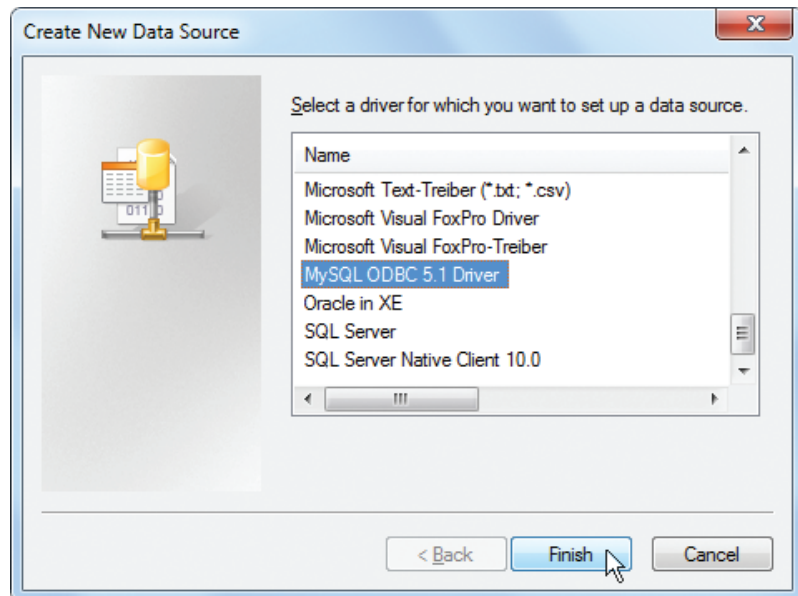 Create New Data Source
Select a driver for which you want to set up a data source.
Name
Microsoft Text-Treiber (*.txt; *.csv)
Microsoft Visual FoxPro Driver
Microsoft Visual FoxPro-Treiber
MySQL ODBC 5.1 Driver
Oracle in XE
SQL Server
SQL Server Native Client 10.0
< Back
Finish
Cancel